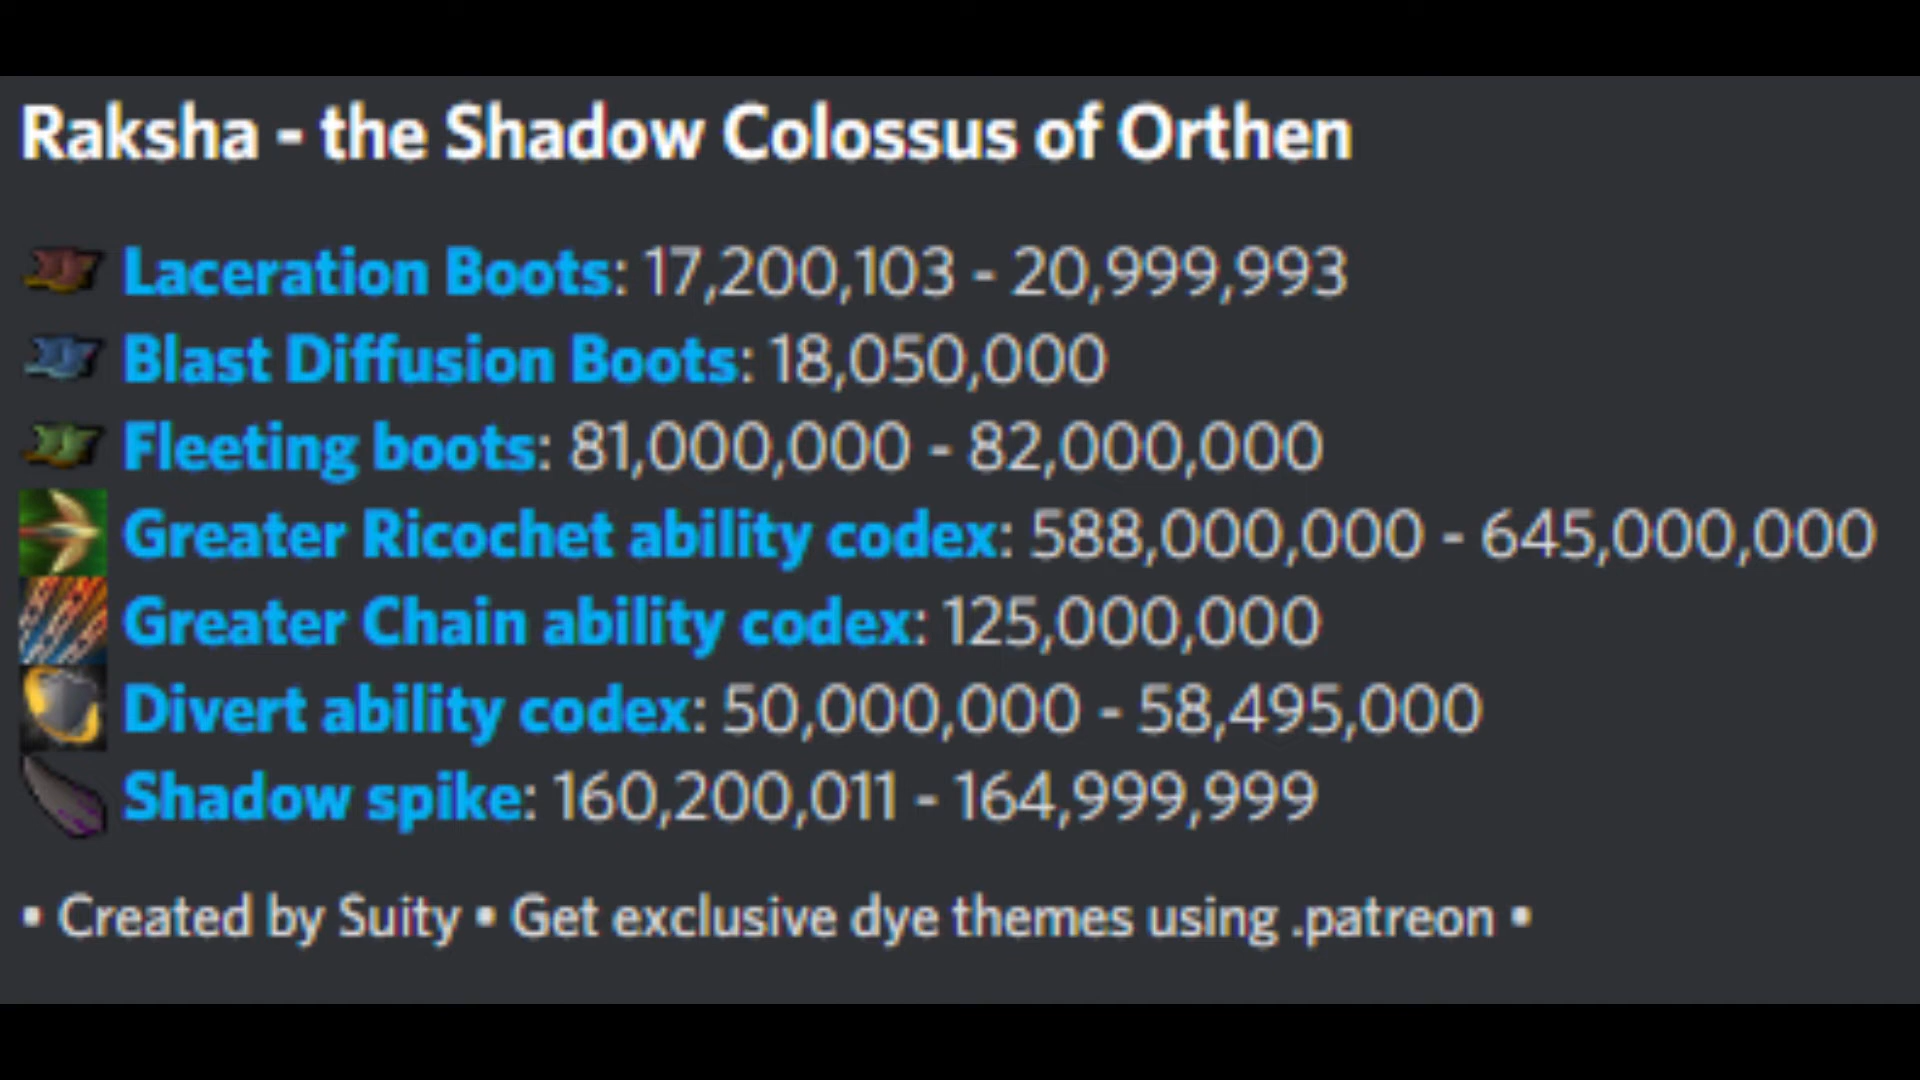 Raksha - the Shadow Colossus of Orthen
Laceration Boots: 17,200,103 - 20,999,993
Blast Diffusion Boots: 18,050,000
Fleeting boots: 81,000,000 - 82,000,000
Greater Ricochet ability codex: 588,000,000 - 645,000,000
Greater Chain ability codex: 125,000,000
Divert ability codex: 50,000,000 - 58,495,000
Shadow spike: 160,200,011 - 164,999,999
• Created by Suity • Get exclusive dye themes using .patreon •